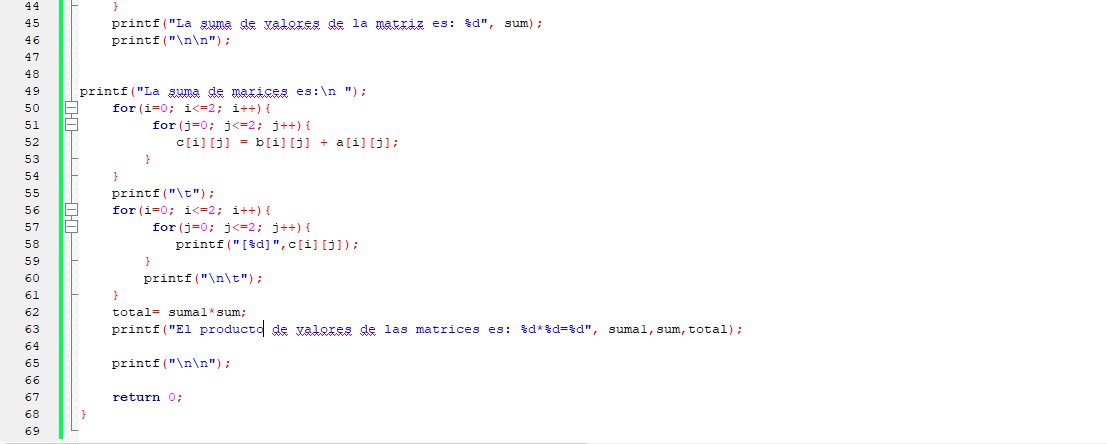 44 }
45 printf("La suma de valores de la matriz es: %d", sum);
46 printf("\n\n");
47
48
49 printf("La suma de marices es:\n ");
50 for(i=0; i<=2; i++){
51 for(j=0; j<=2; j++){
52 c[i][j] = b[i][j] + a[i][j];
53 }
54 }
55 printf("\t");
56 for(i=0; i<=2; i++){
57 for(j=0; j<=2; j++){
58 printf("[%d]",c[i][j]);
59 }
60 printf("\n\t");
61 }
62 total= suma1*sum;
63 printf("El producto de valores de las matrices es: %d*%d=%d", suma1,sum,total);
64
65 printf("\n\n");
66
67 return 0;
68 }
69